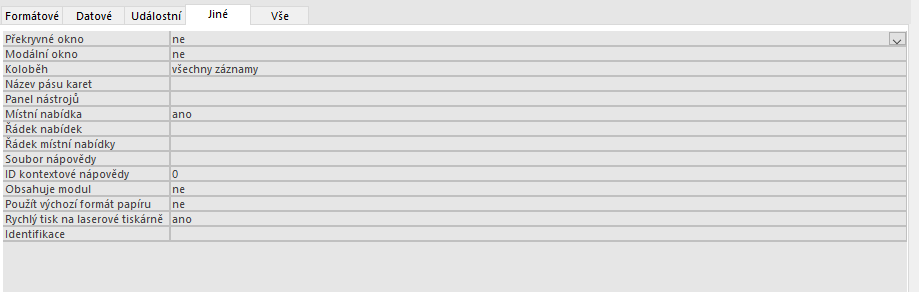 Formátové Datové Událostní Jiné Vše
Překryvné okno ne
Modální okno ne
Koloběh všechny záznamy
Název pásu karet
Panel nástrojů
Místní nabídka ano
Řádek nabídek
Řádek místní nabídky
Soubor nápovědy
ID kontextové nápovědy 0
Obsahuje modul ne
Použít výchozí formát papíru ne
Rychlý tisk na laserové tiskárně ano
Identifikace